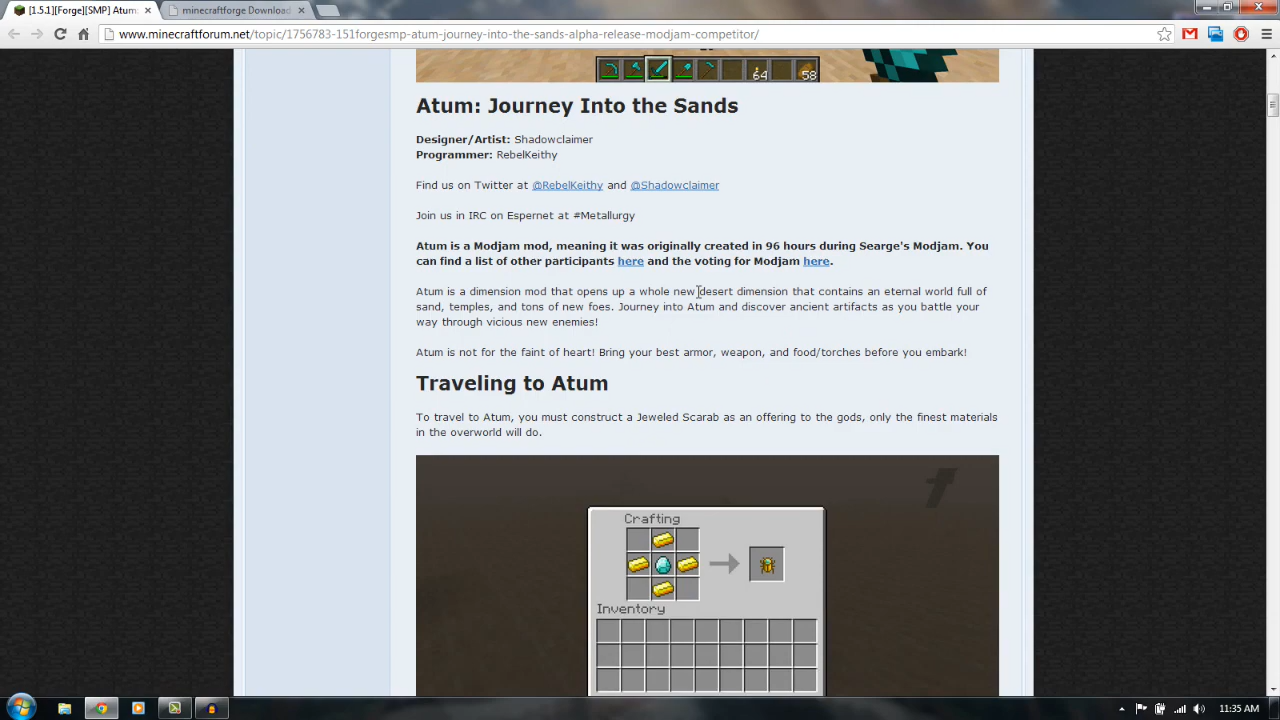 [1.5.1][Forge][SMP] Atum:
minecraftforge Download
www.minecraftforum.net/topic/1756783-151forgesmp-atum-journey-into-the-sands-alpha-release-modjam-competitor/
64
58
Atum: Journey Into the Sands
Designer/Artist: Shadowclaimer
Programmer: RebelKeithy
Find us on Twitter at @RebelKeithy and @Shadowclaimer
Join us in IRC on Espernet at #Metallurgy
Atum is a Modjam mod, meaning it was originally created in 96 hours during Searge's Modjam. You
can find a list of other participants here and the voting for Modjam here.
Atum is a dimension mod that opens up a whole new desert dimension that contains an eternal world full of
sand, temples, and tons of new foes. Journey into Atum and discover ancient artifacts as you battle your
way through vicious new enemies!
Atum is not for the faint of heart! Bring your best armor, weapon, and food/torches before you embark!
Traveling to Atum
To travel to Atum, you must construct a Jeweled Scarab as an offering to the gods, only the finest materials
in the overworld will do.
Crafting
Inventory
11:35 AM